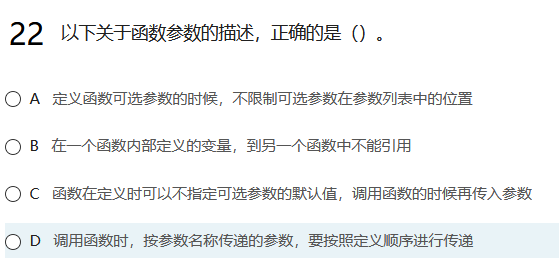 22 以下关于函数参数的描述，正确的是（）。
A 定义函数可选参数的时候，不限制可选参数在参数列表中的位置
B 在一个函数内部定义的变量，到另一个函数中不能引用
C 函数在定义时可以不指定可选参数的默认值，调用函数的时候再传入参数
D 调用函数时，按参数名称传递的参数，要按照定义顺序进行传递